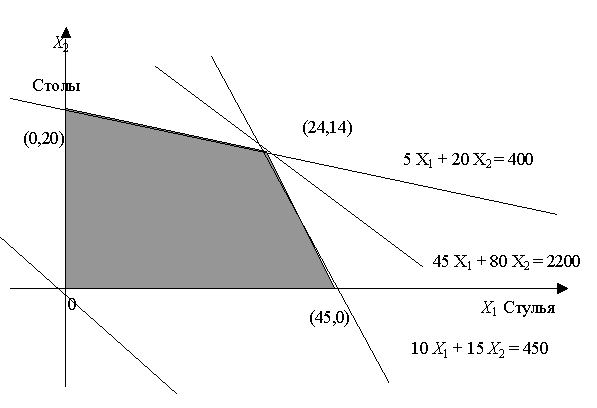 X₂
Столы
(0,20)
(24,14)
5 X₁ + 20 X₂ = 400
45 X₁ + 80 X₂ = 2200
0
(45,0)
X₁ Стулья
10 X₁ + 15 X₂ = 450